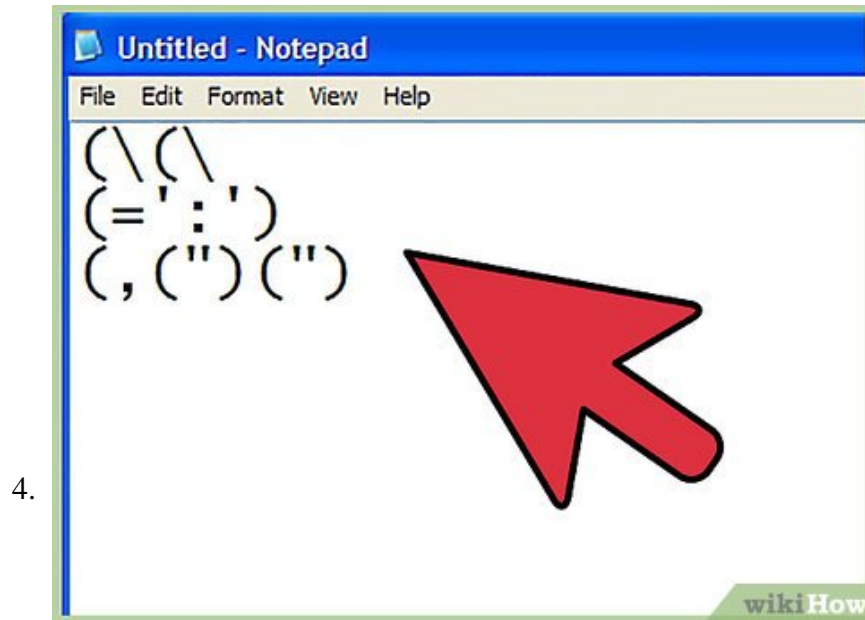 Untitled - Notepad
File Edit Format View Help
(\(\
(=':')
(,(")(")
4.
wikiHow